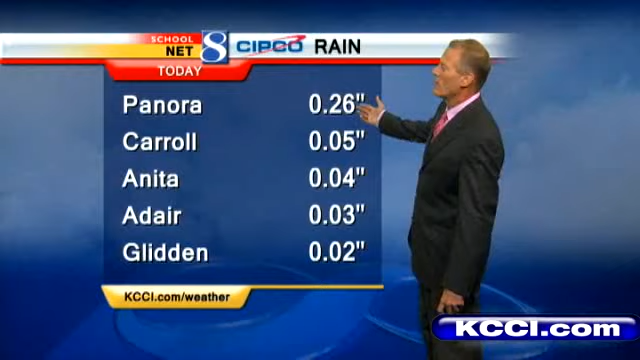 SCHOOL
NET 8 CIPCO RAIN
TODAY
Panora 0.26"
Carroll 0.05"
Anita 0.04"
Adair 0.03"
Glidden 0.02"
KCCI.com/weather
KCCI.com